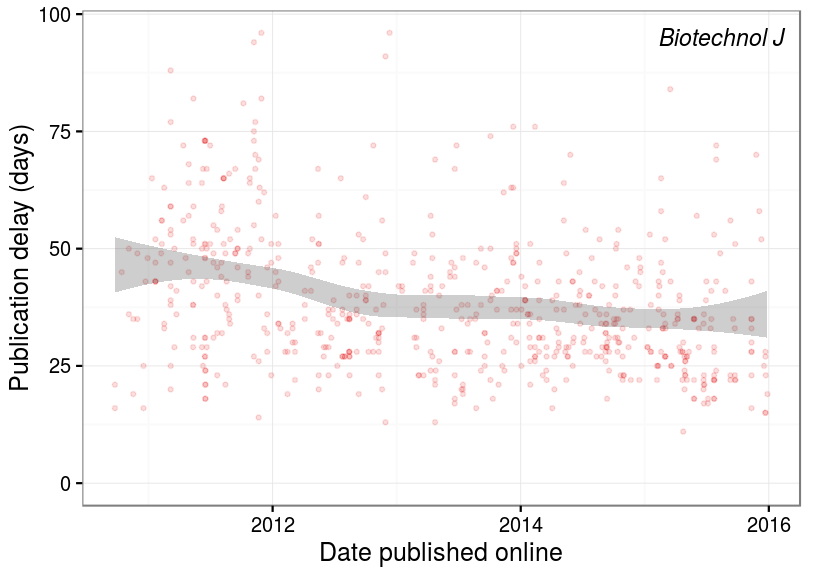 Biotechnol J
Publication delay (days)
100
75
50
25
0
2012
2014
2016
Date published online